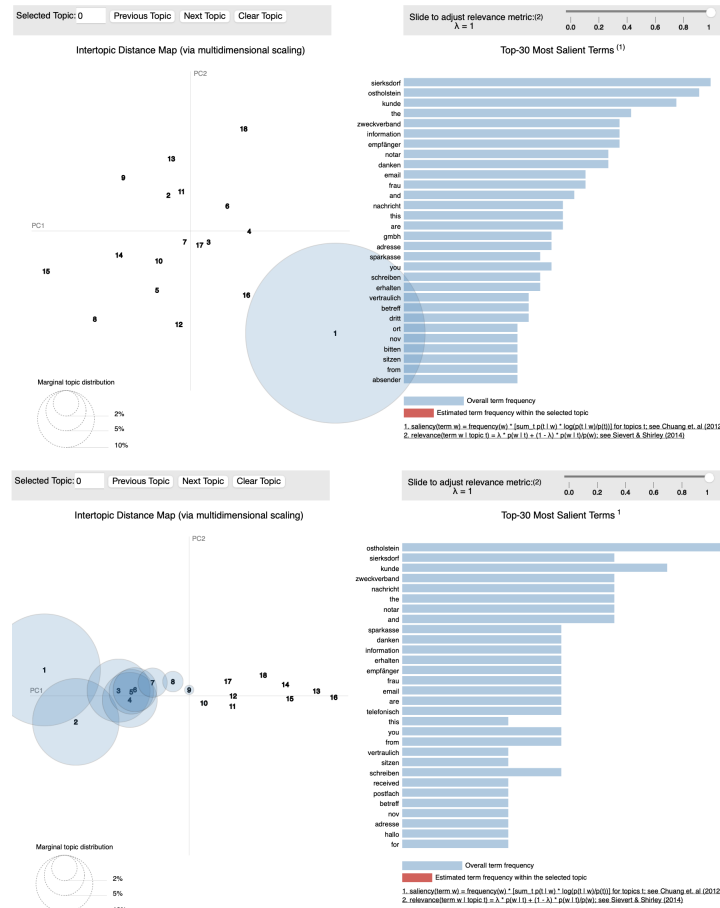 Selected Topic: 0 Previous Topic Next Topic Clear Topic
Slide to adjust relevance metric:(2)
λ = 1
0.0 0.2 0.4 0.6 0.8 1
Intertopic Distance Map (via multidimensional scaling)
PC2
PC1
18
13
9
2
11
6
4
7
17
3
14
10
15
5
16
8
12
1
Marginal topic distribution
2%
5%
10%
Top-30 Most Salient Terms (1)
sierksdorf
ostholstein
kunde
the
zweckverband
information
empfänger
notar
danken
email
frau
and
nachricht
this
are
gmbh
adresse
sparkasse
you
schreiben
erhalten
vertraulich
betreff
dritt
ort
nov
bitten
sitzen
from
absender
Overall term frequency
Estimated term frequency within the selected topic
1. saliency(term w) = frequency(w) * [sum_t p(t | w) * log(p(t | w)/p(t))] for topics t; see Chuang et. al (2012
2. relevance(term w | topic t) = λ * p(w | t) + (1 - λ) * p(w | t)/p(w); see Sievert & Shirley (2014)
Selected Topic: 0 Previous Topic Next Topic Clear Topic
Slide to adjust relevance metric:(2)
λ = 1
0.0 0.2 0.4 0.6 0.8 1
Intertopic Distance Map (via multidimensional scaling)
PC2
PC1
1
2
3
4
5
6
7
8
9
10
17
12
11
18
14
15
13
16
Marginal topic distribution
2%
5%
Top-30 Most Salient Terms 1
ostholstein
sierksdorf
kunde
zweckverband
nachricht
the
notar
and
sparkasse
danken
information
erhalten
empfänger
frau
email
are
telefonisch
this
you
from
vertraulich
sitzen
schreiben
received
postfach
betreff
nov
adresse
hallo
for
Overall term frequency
Estimated term frequency within the selected topic
1. saliency(term w) = frequency(w) * [sum_t p(t | w) * log(p(t | w)/p(t))] for topics t; see Chuang et. al (2012
2. relevance(term w | topic t) = λ * p(w | t) + (1 - λ) * p(w | t)/p(w); see Sievert & Shirley (2014)